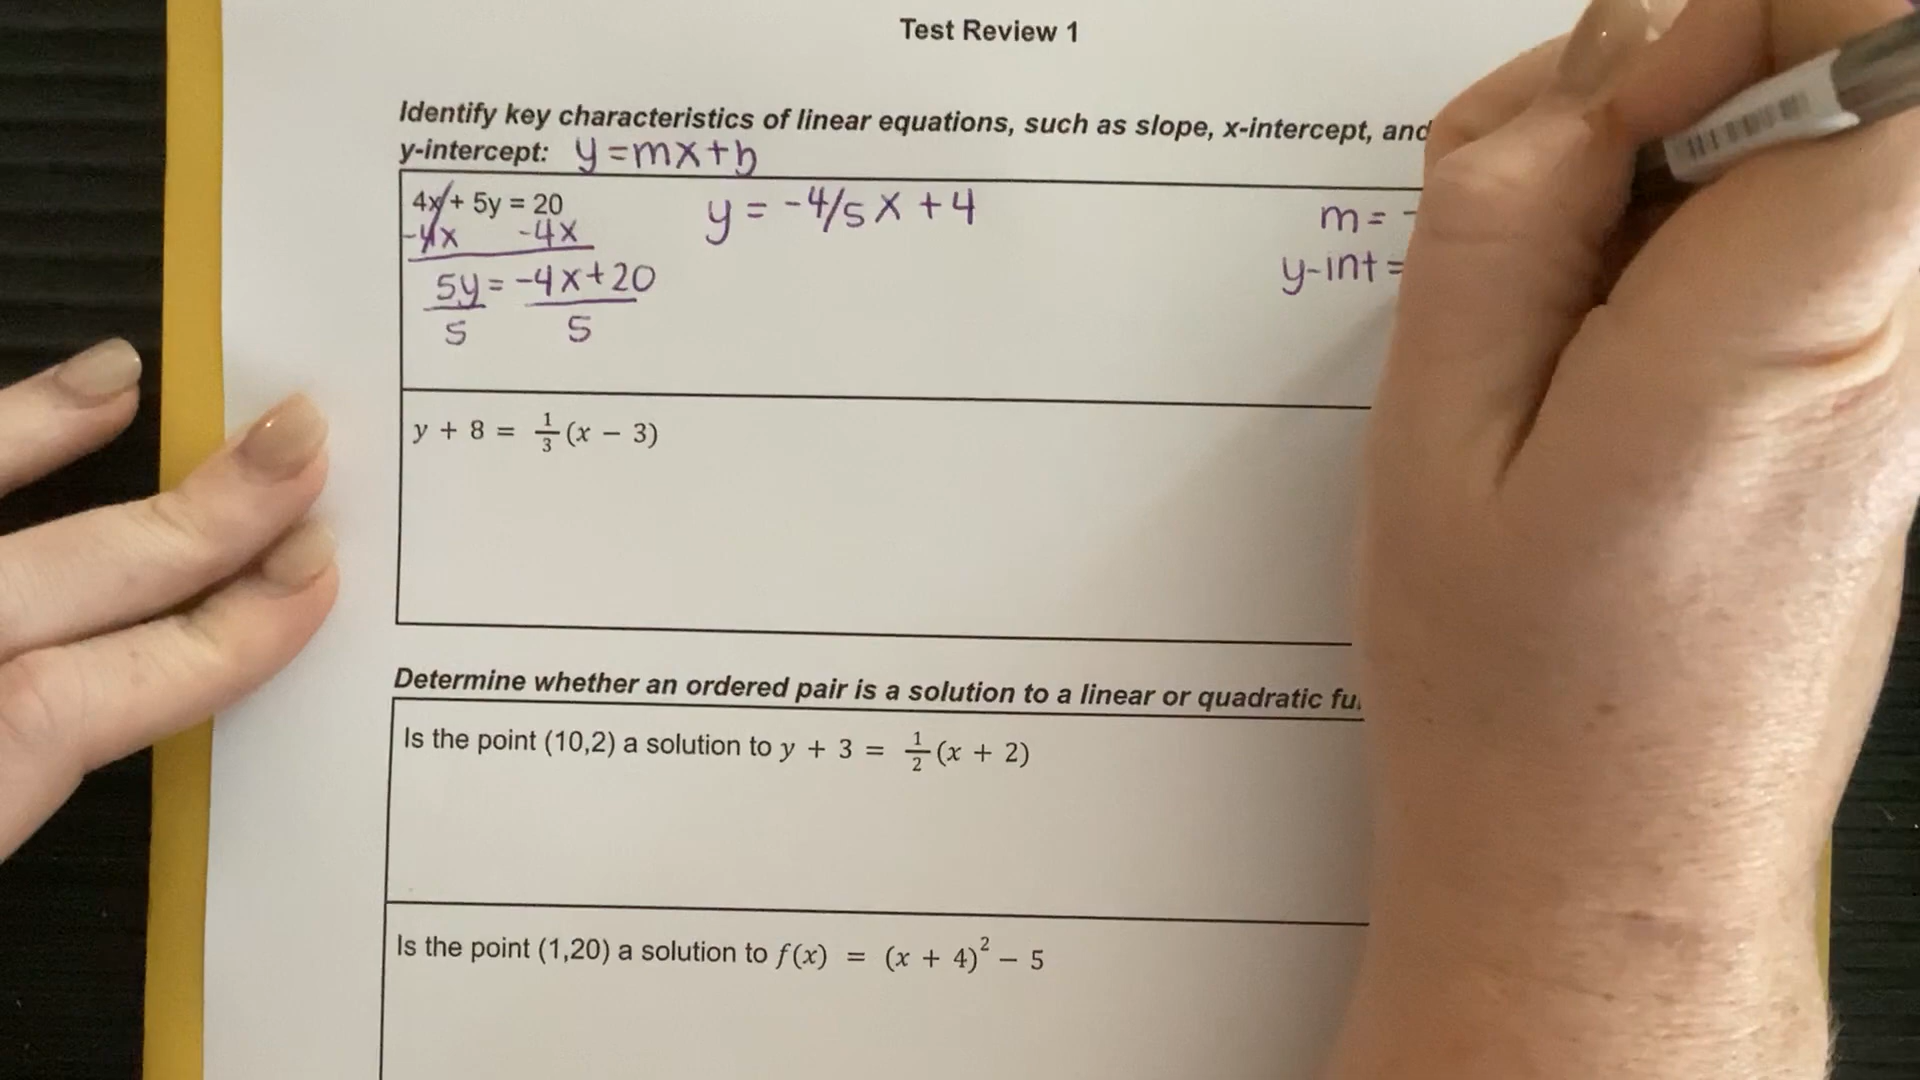 Test Review 1
Identify key characteristics of linear equations, such as slope, x-intercept, and
y-intercept: y=mx+b
4x + 5y = 20
-4x -4x
5y = -4x+20
5 5
y = -4/5 x + 4
m = -
y-int =
y + 8 = 1/3 (x − 3)
Determine whether an ordered pair is a solution to a linear or quadratic
Is the point (10,2) a solution to y + 3 = 1/2 (x + 2)
Is the point (1,20) a solution to f(x) = (x + 4)² − 5